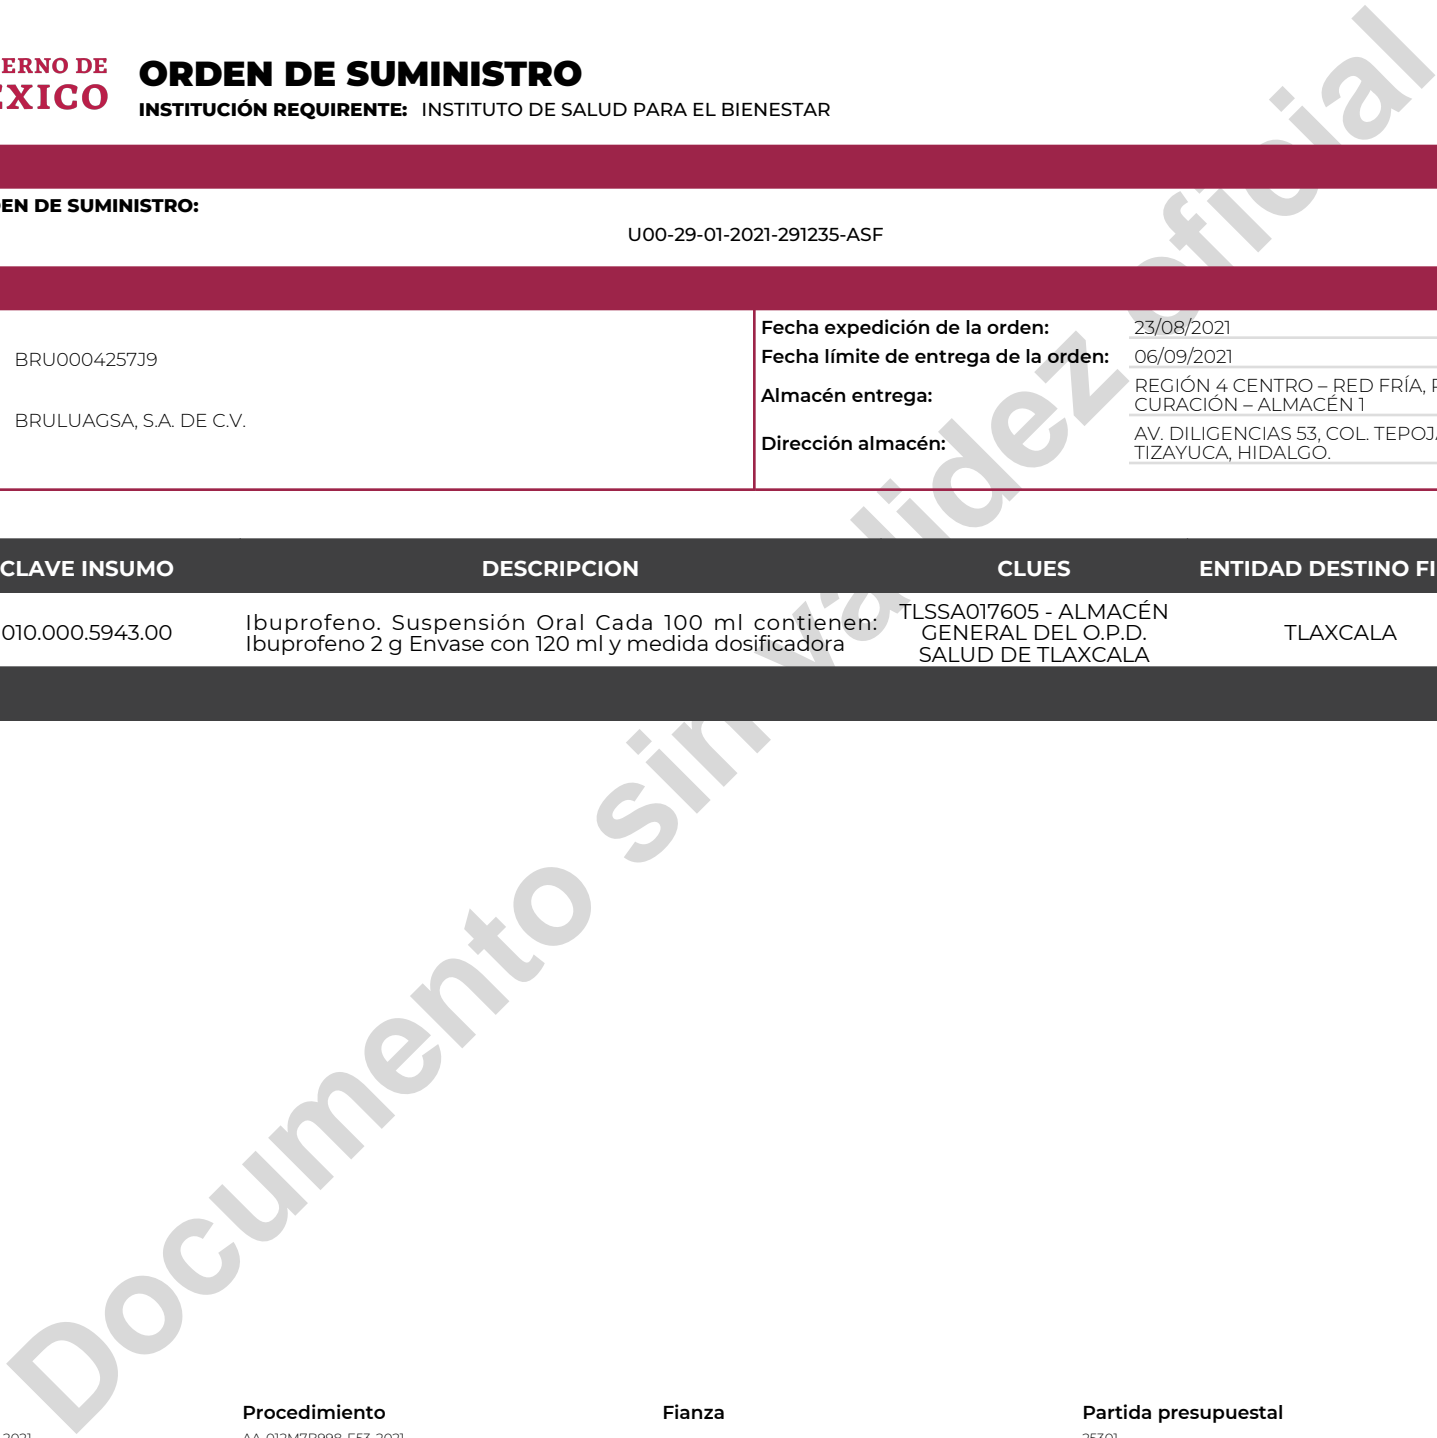 ERNO DE
ÉXICO
ORDEN DE SUMINISTRO
INSTITUCIÓN REQUIRENTE: INSTITUTO DE SALUD PARA EL BIENESTAR
EN DE SUMINISTRO:
U00-29-01-2021-291235-ASF
BRU0004257J9
BRULUAGSA, S.A. DE C.V.
Fecha expedición de la orden: 23/08/2021
Fecha límite de entrega de la orden: 06/09/2021
Almacén entrega: REGIÓN 4 CENTRO – RED FRÍA,
CURACIÓN – ALMACÉN 1
Dirección almacén: AV. DILIGENCIAS 53, COL. TEPOJA
TIZAYUCA, HIDALGO.
CLAVE INSUMO DESCRIPCION CLUES ENTIDAD DESTINO FI
010.000.5943.00
Ibuprofeno. Suspensión Oral Cada 100 ml contienen:
Ibuprofeno 2 g Envase con 120 ml y medida dosificadora
TLSSA017605 - ALMACÉN
GENERAL DEL O.P.D.
SALUD DE TLAXCALA
TLAXCALA
Documento sin validez oficial
Procedimiento Fianza Partida presupuestal